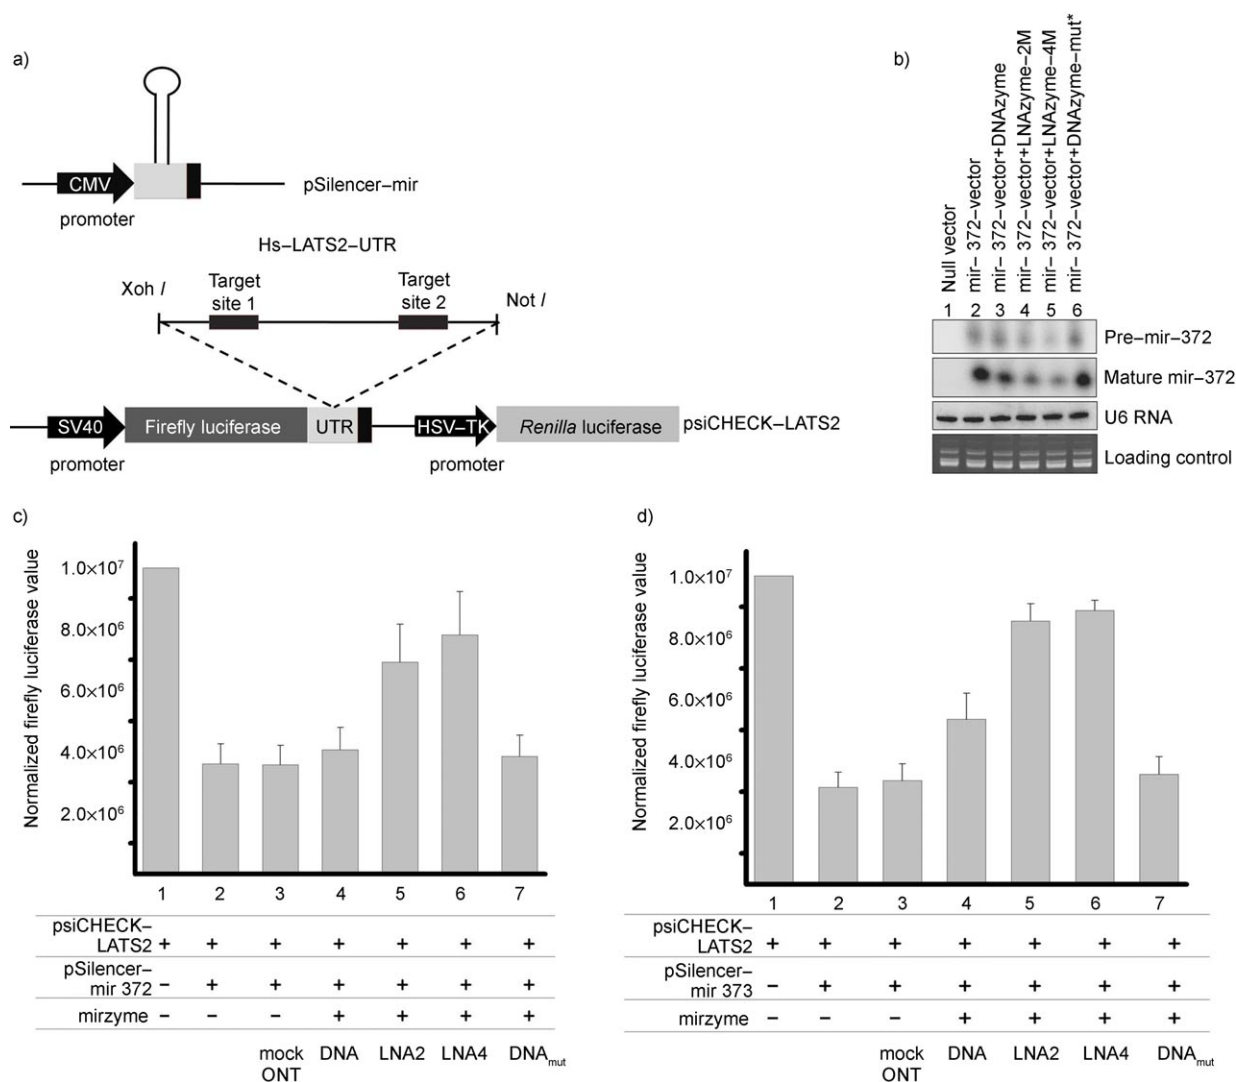 a)
CMV
promoter
pSilencer–mir
Hs–LATS2–UTR
Xoh I
Target
site 1
Target
site 2
Not I
SV40
Firefly luciferase
UTR
HSV–TK
Renilla luciferase
psiCHECK–LATS2
promoter
promoter
b)
Null vector
mir– 372–vector
mir– 372–vector+DNAzyme
mir– 372–vector+LNAzyme–2M
mir– 372–vector+LNAzyme–4M
mir– 372–vector+DNAzyme–mut*
1 2 3 4 5 6
Pre–mir–372
Mature mir–372
U6 RNA
Loading control
c)
Normalized firefly luciferase value
1.0×10⁷
8.0×10⁶
6.0×10⁶
4.0×10⁶
2.0×10⁶
1 2 3 4 5 6 7
psiCHECK–
LATS2 + + + + + + +
pSilencer–
mir 372 – + + + + + +
mirzyme – – – + + + +
mock DNA LNA2 LNA4 DNAmut
ONT
d)
Normalized firefly luciferase value
1.0×10⁷
8.0×10⁶
6.0×10⁶
4.0×10⁶
2.0×10⁶
1 2 3 4 5 6 7
psiCHECK–
LATS2 + + + + + + +
pSilencer–
mir 373 – + + + + + +
mirzyme – – – + + + +
mock DNA LNA2 LNA4 DNAmut
ONT